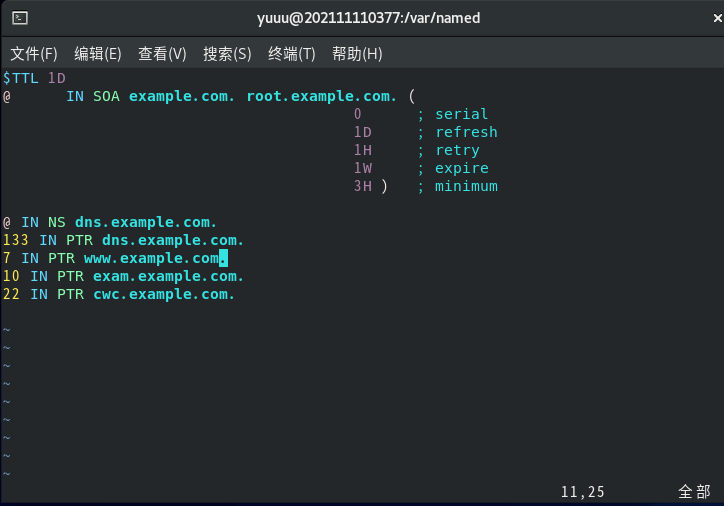 yuuu@202111110377:/var/named
文件(F) 编辑(E) 查看(V) 搜索(S) 终端(T) 帮助(H)
$TTL 1D
@ IN SOA example.com. root.example.com. (
0 ; serial
1D ; refresh
1H ; retry
1W ; expire
3H ) ; minimum
@ IN NS dns.example.com.
133 IN PTR dns.example.com.
7 IN PTR www.example.com.
10 IN PTR exam.example.com.
22 IN PTR cwc.example.com.
~
~
~
~
~
~
~
~
~
11,25 全部